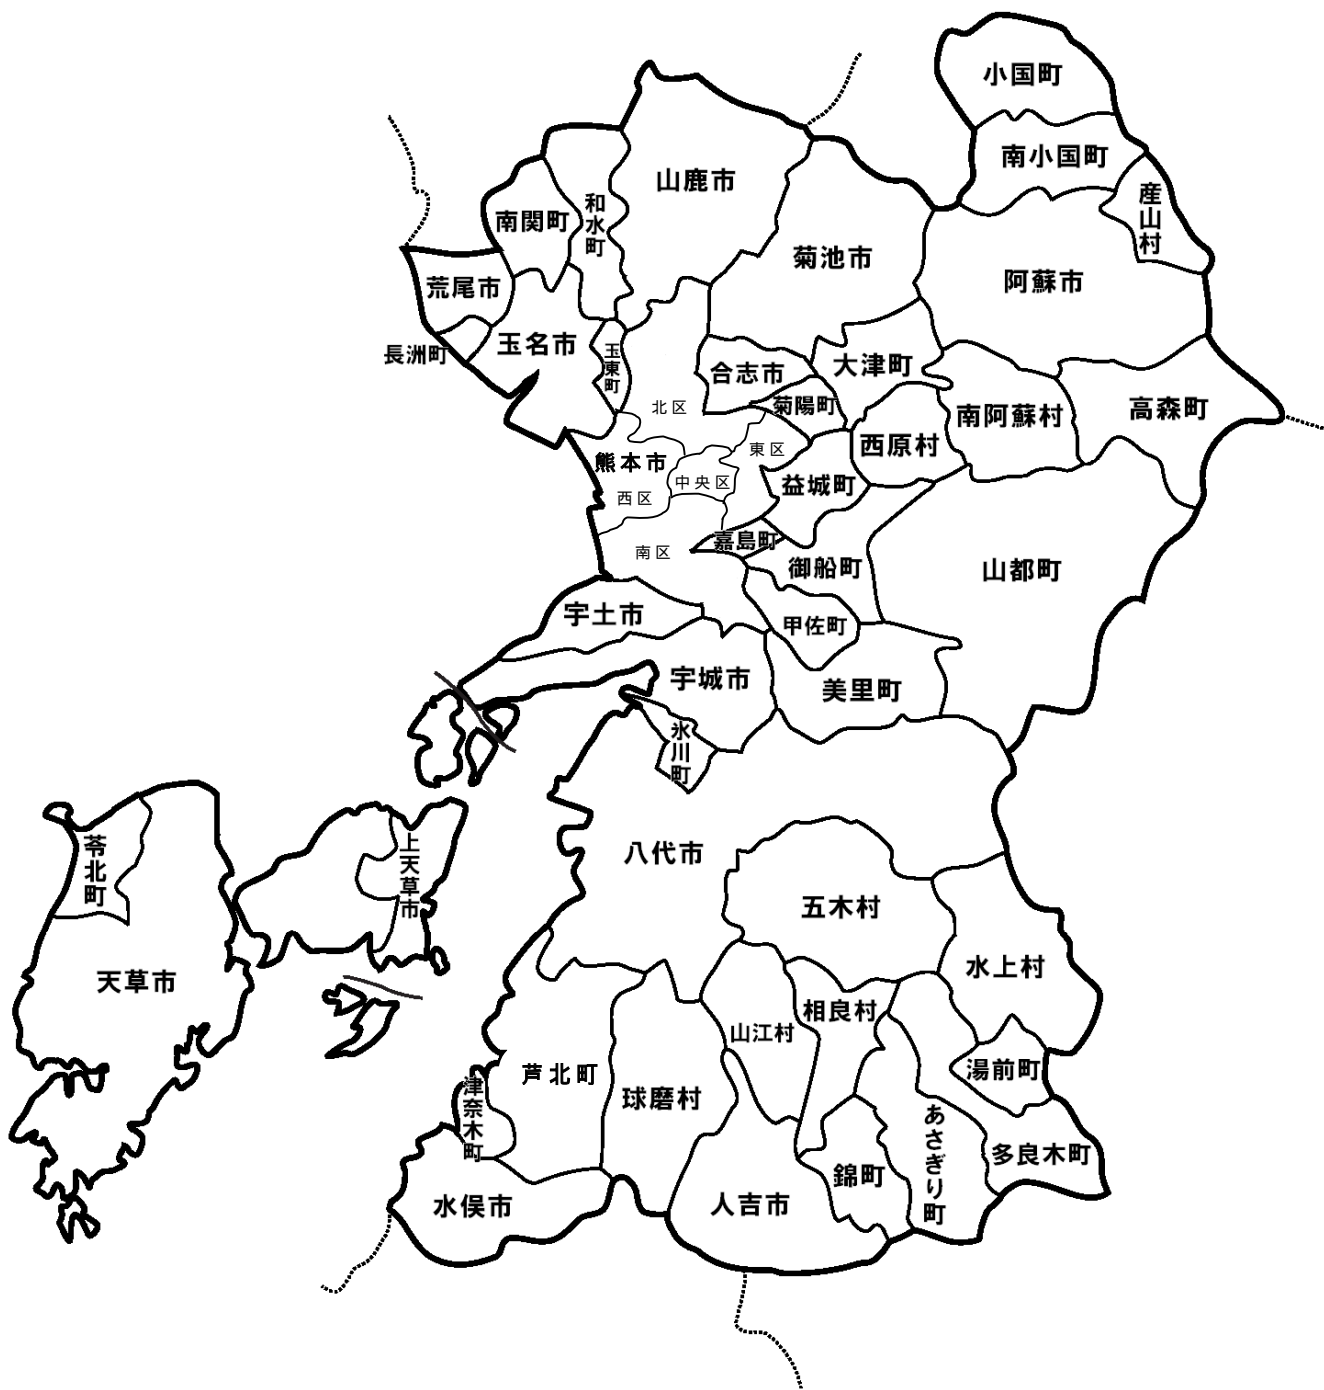 小国町
南小国町
産山村
山鹿市
和水町
南関町
菊池市
阿蘇市
荒尾市
玉名市
長洲町
玉東町
合志市
大津町
菊陽町
北区
南阿蘇村
高森町
西原村
東区
熊本市
中央区
益城町
西区
嘉島町
南区
御船町
山都町
宇土市
甲佐町
宇城市
美里町
氷川町
八代市
上天草市
苓北町
五木村
天草市
水上村
相良村
山江村
芦北町
球磨村
湯前町
津奈木町
あさぎり町
多良木町
錦町
水俣市
人吉市